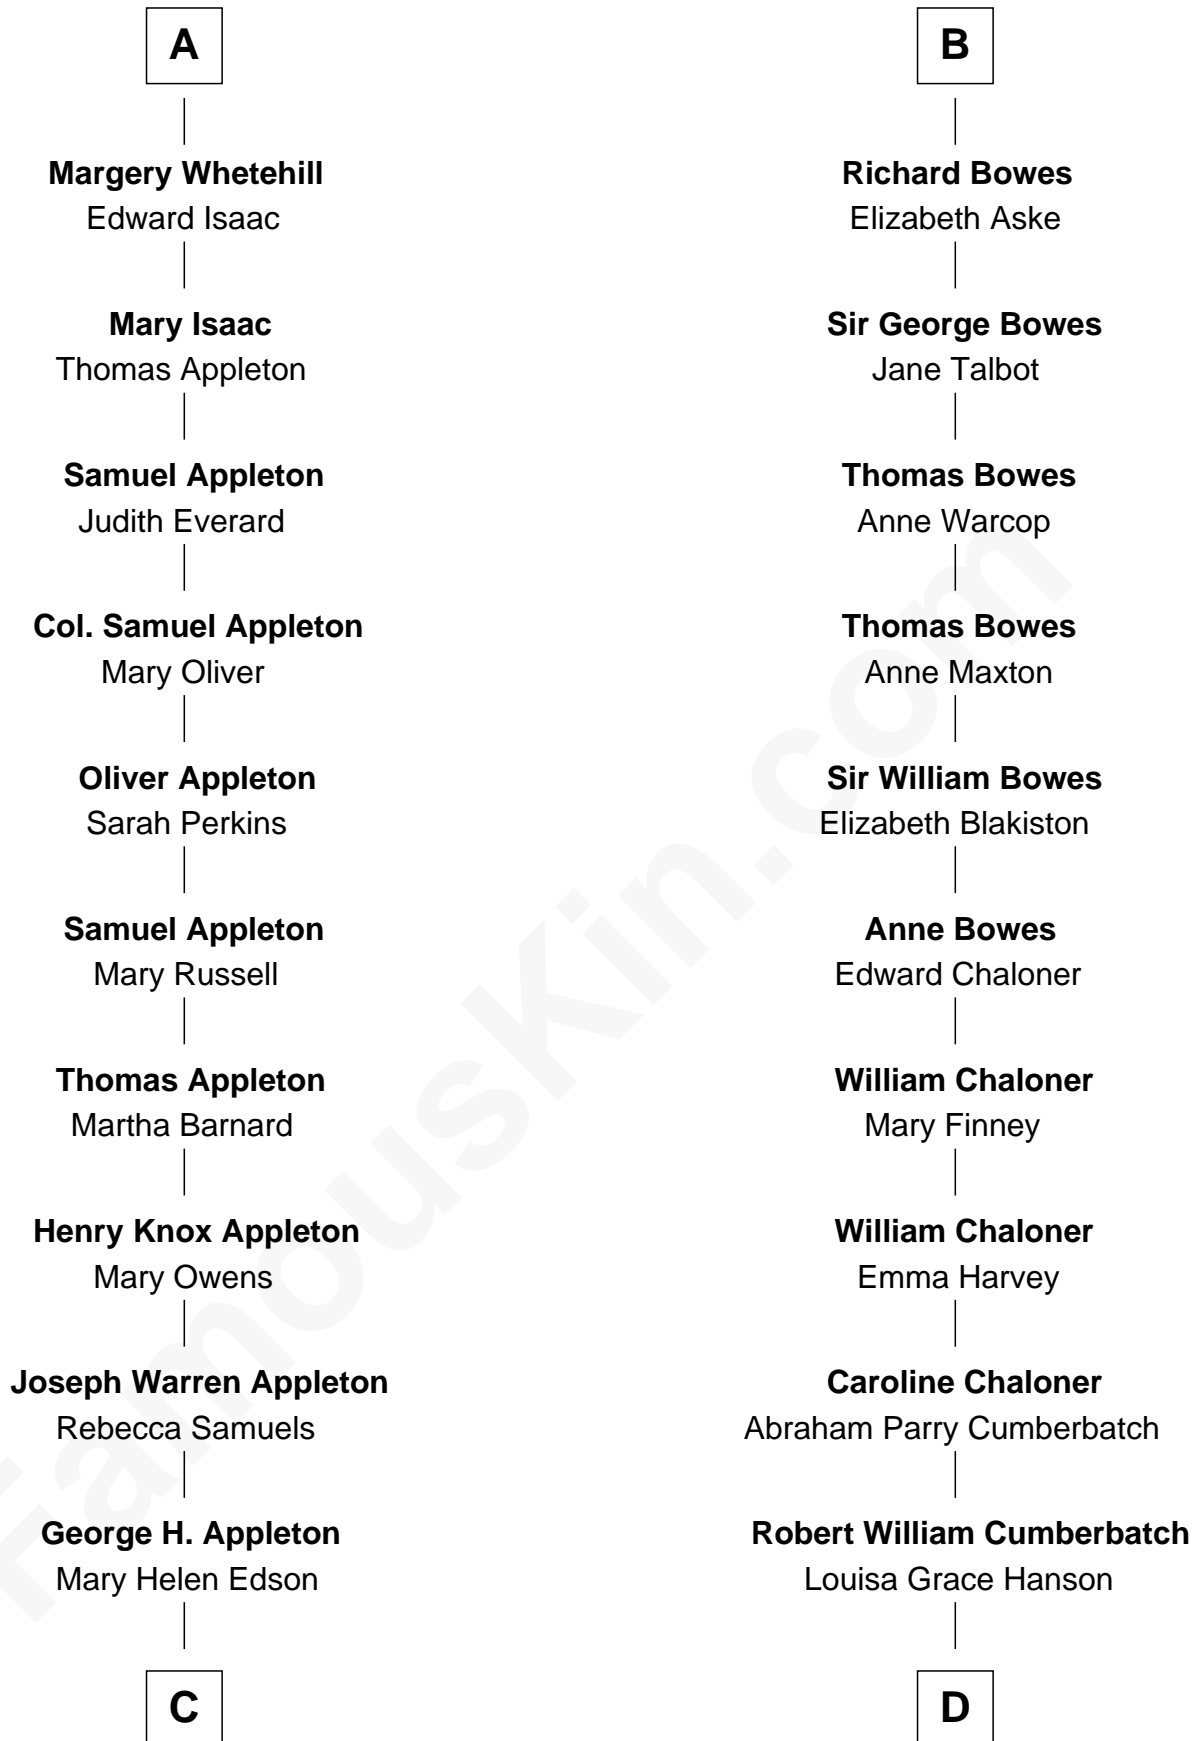 A
Margery Whetehill
Edward Isaac
Mary Isaac
Thomas Appleton
Samuel Appleton
Judith Everard
Col. Samuel Appleton
Mary Oliver
Oliver Appleton
Sarah Perkins
Samuel Appleton
Mary Russell
Thomas Appleton
Martha Barnard
Henry Knox Appleton
Mary Owens
Joseph Warren Appleton
Rebecca Samuels
George H. Appleton
Mary Helen Edson
C
B
Richard Bowes
Elizabeth Aske
Sir George Bowes
Jane Talbot
Thomas Bowes
Anne Warcop
Thomas Bowes
Anne Maxton
Sir William Bowes
Elizabeth Blakiston
Anne Bowes
Edward Chaloner
William Chaloner
Mary Finney
William Chaloner
Emma Harvey
Caroline Chaloner
Abraham Parry Cumberbatch
Robert William Cumberbatch
Louisa Grace Hanson
D
FamousKin.com